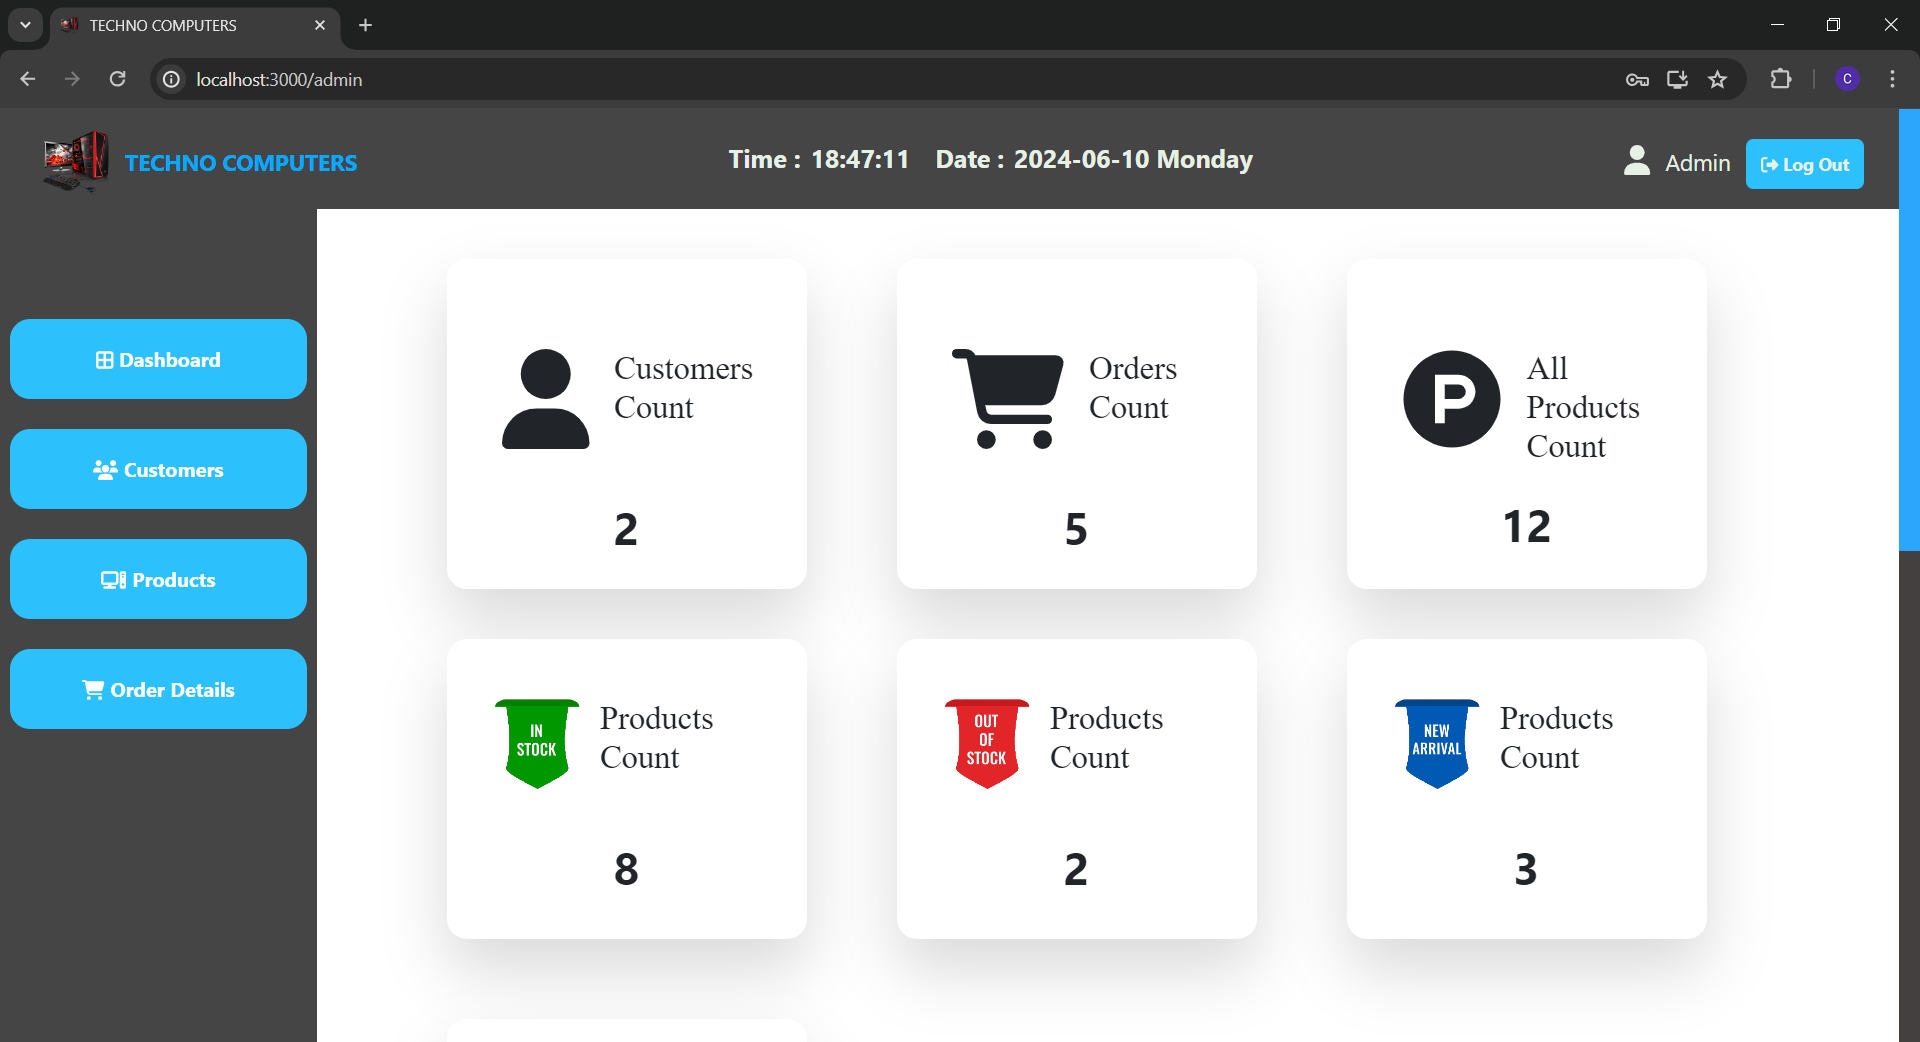 TECHNO COMPUTERS
localhost:3000/admin
C
TECHNO COMPUTERS
Time : 18:47:11 Date : 2024-06-10 Monday
Admin
Log Out
Dashboard
Customers
Products
Order Details
Customers
Count
2
Orders
Count
5
P
All
Products
Count
12
IN
STOCK
Products
Count
8
OUT
OF
STOCK
Products
Count
2
NEW
ARRIVAL
Products
Count
3